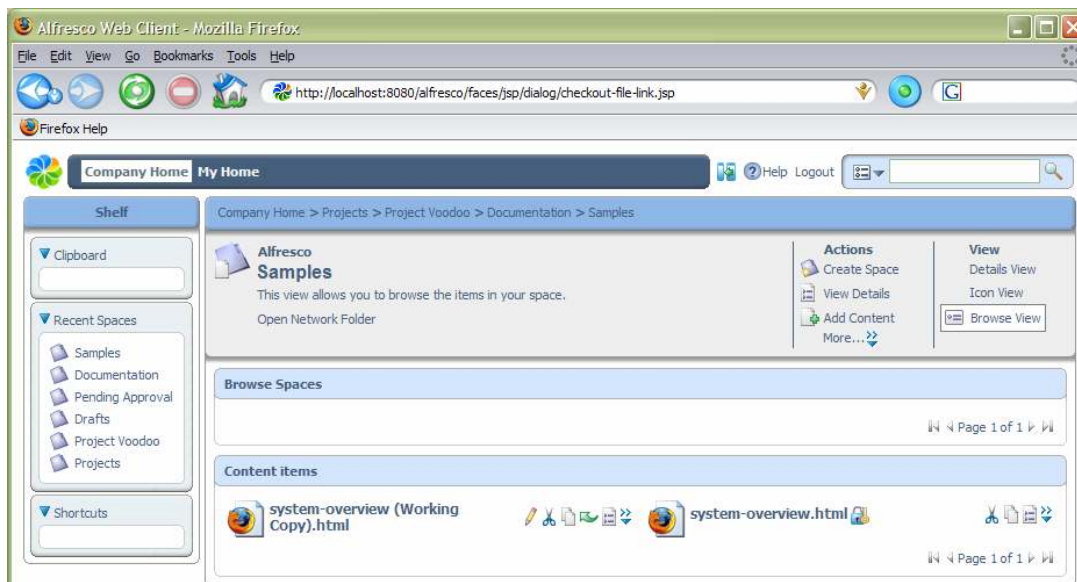 Alfresco Web Client - Mozilla Firefox
File Edit View Go Bookmarks Tools Help
http://localhost:8080/alfresco/faces/jsp/dialog/checkout-file-link.jsp
G
Firefox Help
Company Home My Home
Help Logout
Shelf
Company Home > Projects > Project Voodoo > Documentation > Samples
Clipboard
Recent Spaces
Samples
Documentation
Pending Approval
Drafts
Project Voodoo
Projects
Shortcuts
Alfresco
Samples
This view allows you to browse the items in your space.
Open Network Folder
Actions
Create Space
View Details
Add Content
More...
View
Details View
Icon View
Browse View
Browse Spaces
Page 1 of 1
Content items
system-overview (Working
Copy).html
system-overview.html
Page 1 of 1